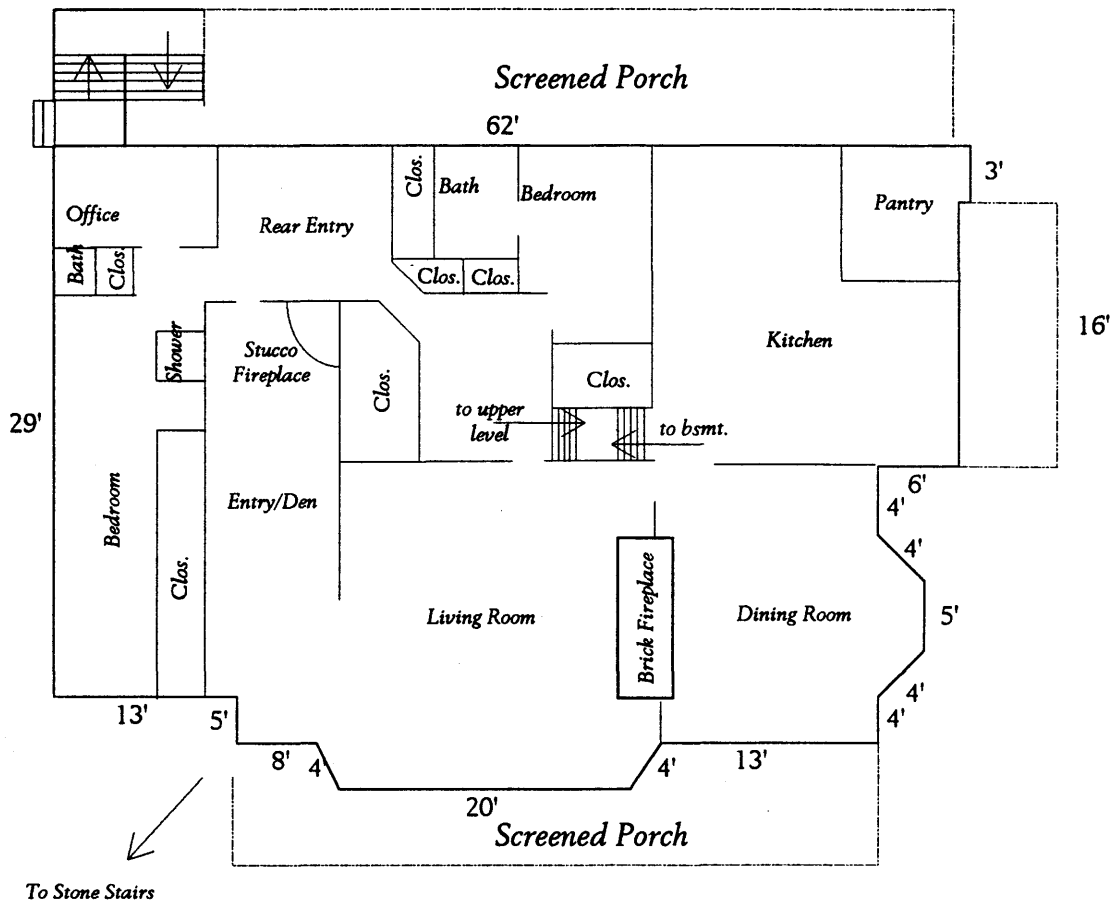 Screened Porch
62'
3'
Office
Rear Entry
Clos.
Bath
Bedroom
Pantry
Bath
Clos.
Clos.
Clos.
16'
Shower
Stucco
Fireplace
Clos.
Clos.
Kitchen
29'
to upper
level
to bsmt.
Bedroom
Clos.
Entry/Den
6'
4'
4'
Living Room
Brick Fireplace
Dining Room
5'
4'
4'
13'
5'
8'
4'
20'
4'
13'
Screened Porch
To Stone Stairs